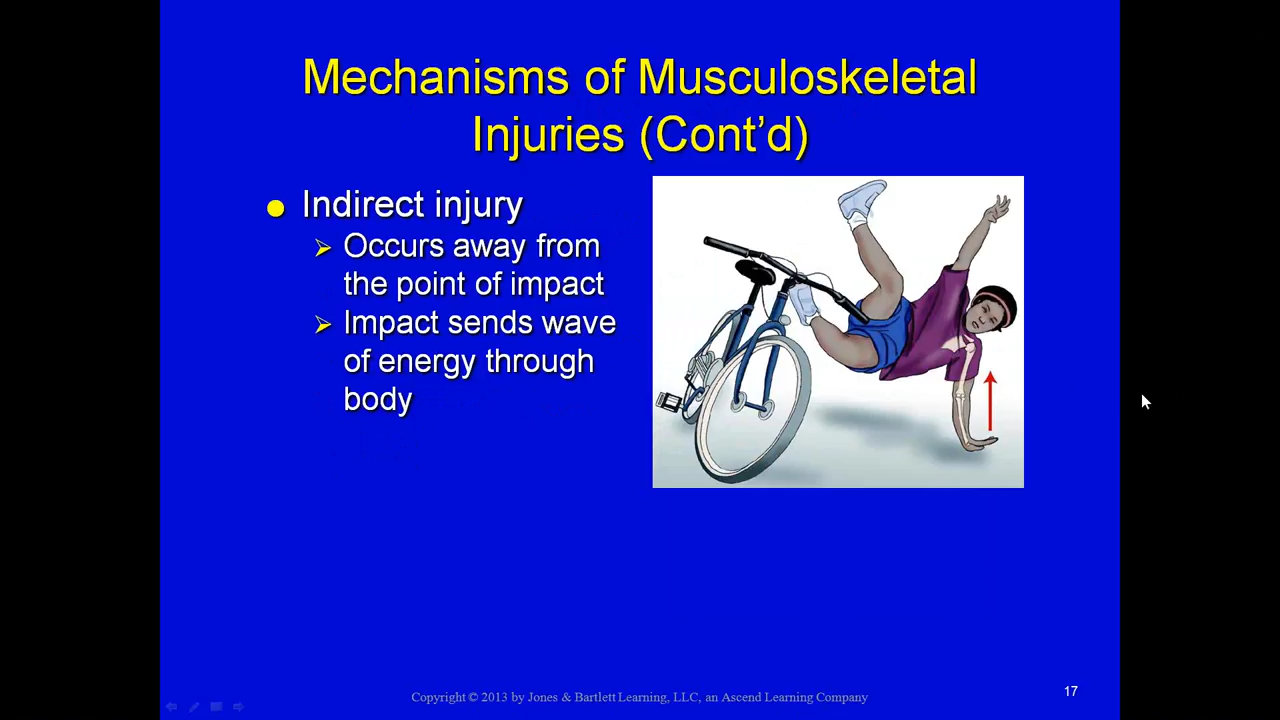 Mechanisms of Musculoskeletal
Injuries (Cont’d)
Indirect injury
Occurs away from
the point of impact
Impact sends wave
of energy through
body
Copyright © 2013 by Jones & Bartlett Learning, LLC, an Ascend Learning Company
17